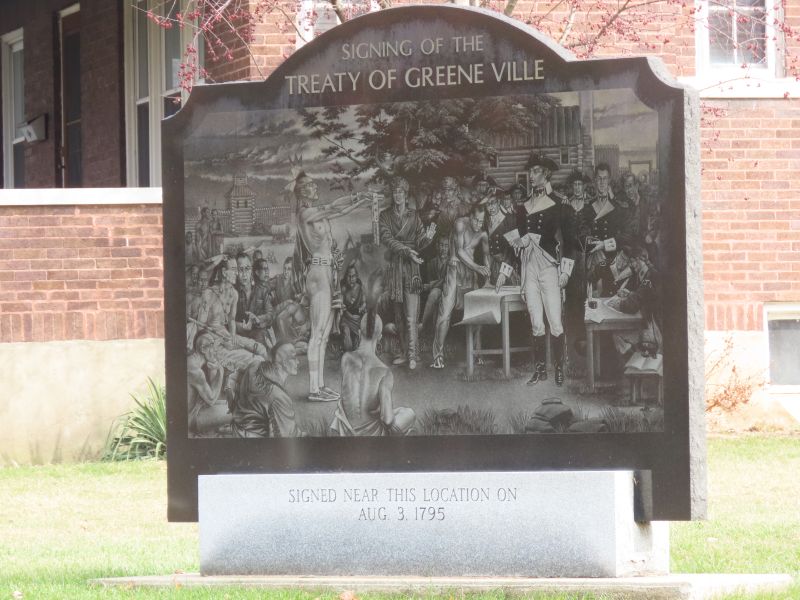 SIGNING OF THE
TREATY OF GREENE VILLE
SIGNED NEAR THIS LOCATION ON
AUG. 3, 1795